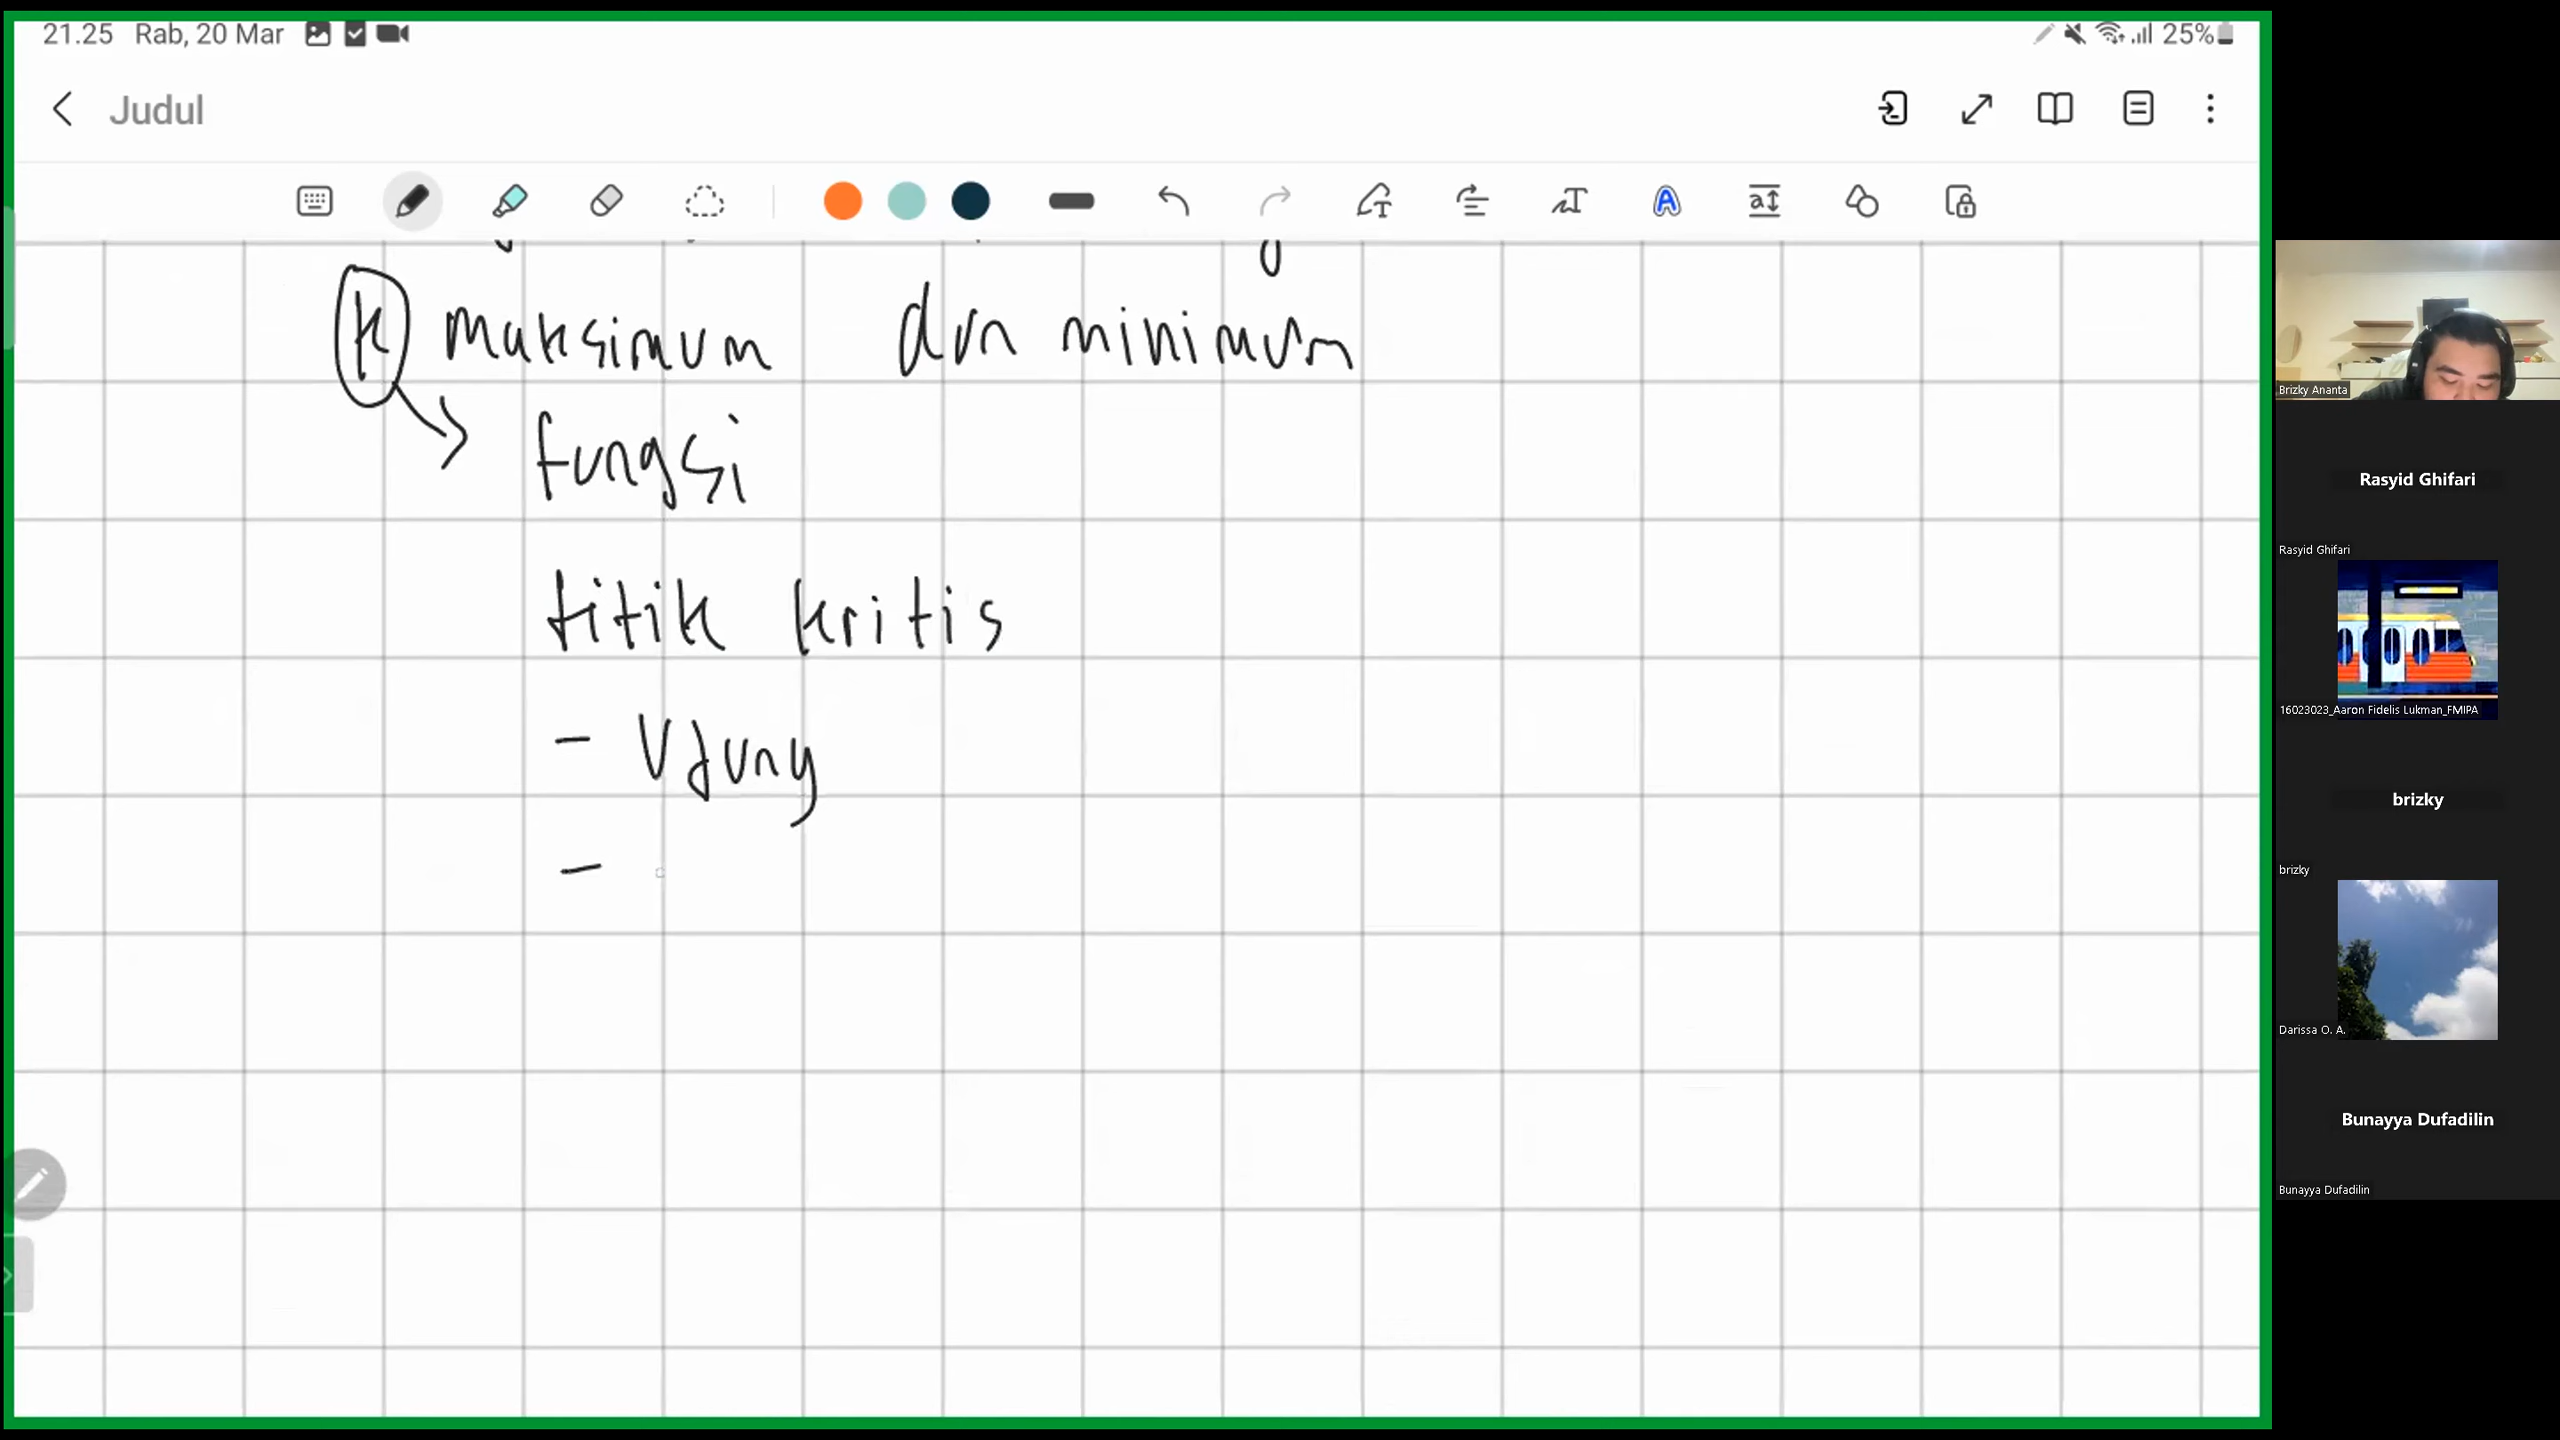 21.25 Rab, 20 Mar
25%
Judul
k maksimum dan minimum
fungsi
titik kritis
- Ujung
-
Brizky Ananta
Rasyid Ghifari
Rasyid Ghifari
16023023_Aaron Fidelis Lukman_FMIPA
brizky
brizky
Darissa O. A.
Bunayya Dufadilin
Bunayya Dufadilin